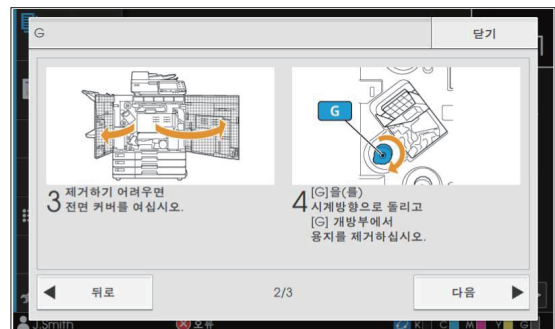 G
닫기
G
3 제거하기 어려우면
전면 커버를 여십시오.
4 [G]을(를)
시계방향으로 돌리고
[G] 개방부에서
용지를 제거하십시오.
뒤로
2/3
다음
J.Smith
오류
K C M Y G